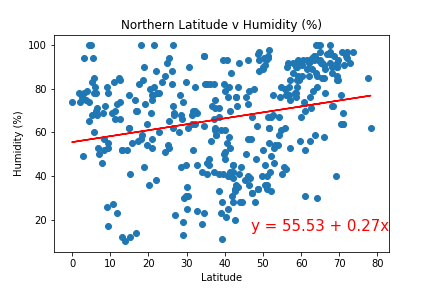 Northern Latitude v Humidity (%)
Humidity (%)
100
80
60
40
20
y = 55.53 + 0.27x
0 10 20 30 40 50 60 70 80
Latitude